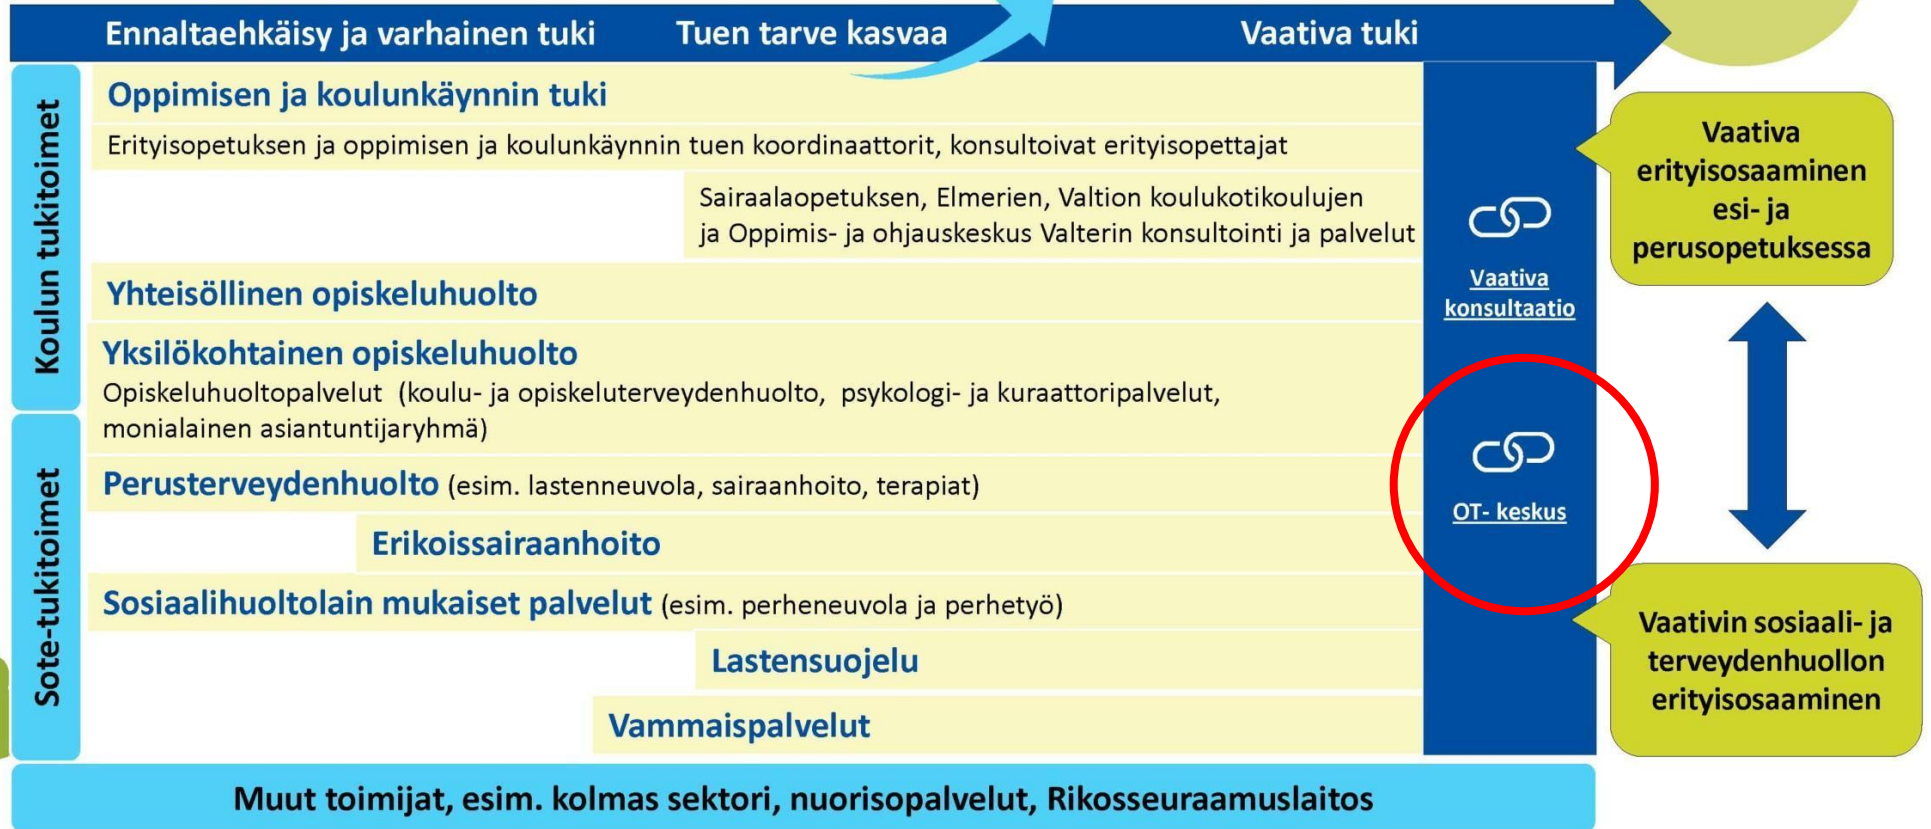 Ennaltaehkäisy ja varhainen tuki
Tuen tarve kasvaa
Vaativa tuki
Koulun tukitoimet
Oppimisen ja koulunkäynnin tuki
Erityisopetuksen ja oppimisen ja koulunkäynnin tuen koordinaattorit, konsultoivat erityisopettajat
Sairaalaopetuksen, Elmerien, Valtion koulukotikoulujen
ja Oppimis- ja ohjauskeskus Valterin konsultointi ja palvelut
Yhteisöllinen opiskeluhuolto
Yksilökohtainen opiskeluhuolto
Opiskeluhuoltopalvelut (koulu- ja opiskeluterveydenhuolto, psykologi- ja kuraattoripalvelut,
monialainen asiantuntijaryhmä)
Sote-tukitoimet
Perusterveydenhuolto (esim. lastenneuvola, sairaanhoito, terapiat)
Erikoissairaanhoito
Sosiaalihuoltolain mukaiset palvelut (esim. perheneuvola ja perhetyö)
Lastensuojelu
Vammaispalvelut
Vaativa
konsultaatio
OT- keskus
Vaativa
erityisosaaminen
esi- ja
perusopetuksessa
Vaativin sosiaali- ja
terveydenhuollon
erityisosaaminen
Muut toimijat, esim. kolmas sektori, nuorisopalvelut, Rikosseuraamuslaitos